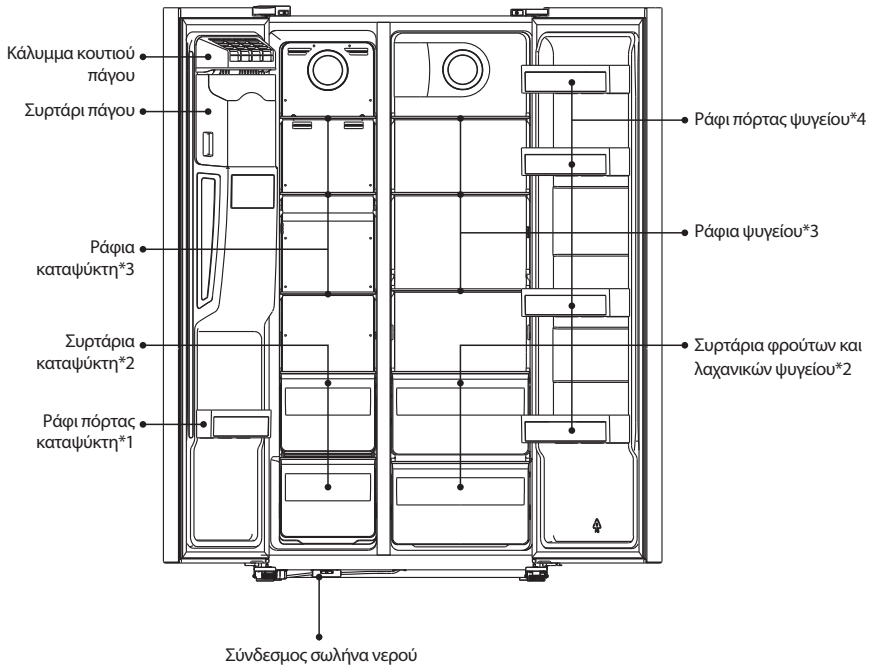 Κάλυμμα κουτιού
πάγου
Συρτάρι πάγου
Ράφια
καταψύκτη*3
Συρτάρια
καταψύκτη*2
Ράφι πόρτας
καταψύκτη*1
Ράφι πόρτας ψυγείου*4
Ράφια ψυγείου*3
Συρτάρια φρούτων και
λαχανικών ψυγείου*2
Σύνδεσμος σωλήνα νερού